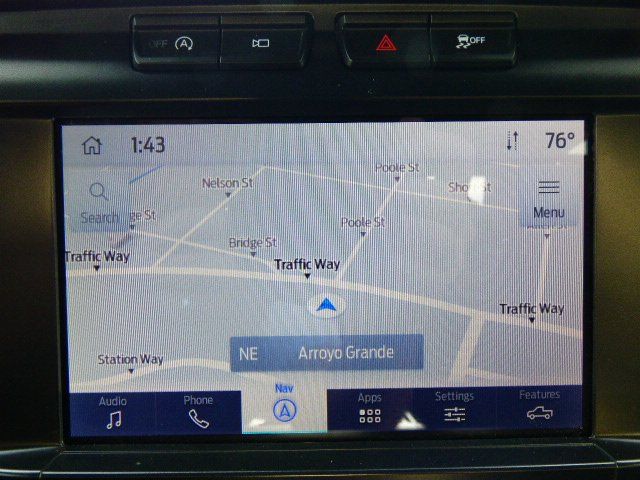 OFF A OFF
1:43 76°
Poole St
Nelson St
Search ge St Menu
Poole St
Bridge St
Traffic Way Traffic Way
Traffic Way
NE Arroyo Grande
Station Way
Audio Phone Nav Apps Settings Features